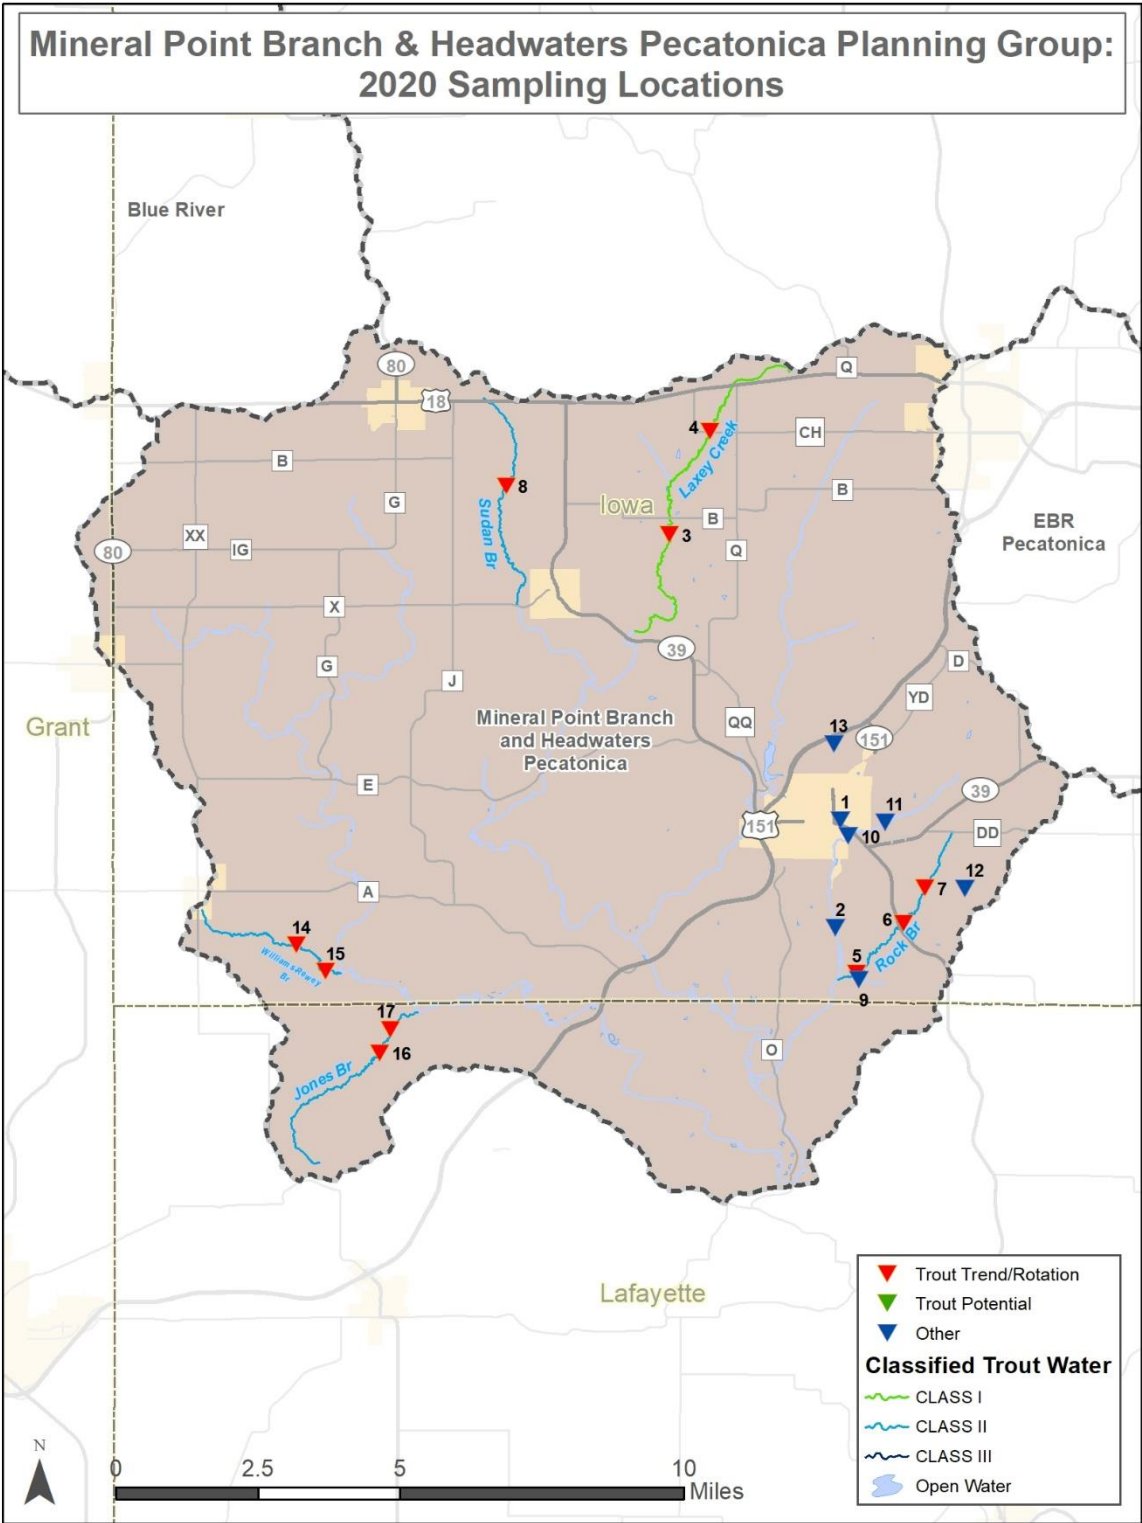 Mineral Point Branch & Headwaters Pecatonica Planning Group:
2020 Sampling Locations
Blue River
80
18
Q
4
CH
Laxey Creek
B
8
G
Iowa
B
Sudan Br
B
3
EBR
Pecatonica
XX
IG
80
Q
X
39
G
D
J
YD
Grant
Mineral Point Branch
and Headwaters
Pecatonica
QQ
13
151
E
39
1
11
151
10
DD
12
7
A
2
6
14
Rock Br
15
5
Williams-Rewey
Br
9
17
16
O
Jones Br
Lafayette
Trout Trend/Rotation
Trout Potential
Other
Classified Trout Water
CLASS I
CLASS II
CLASS III
Open Water
N
0
2.5
5
10
Miles